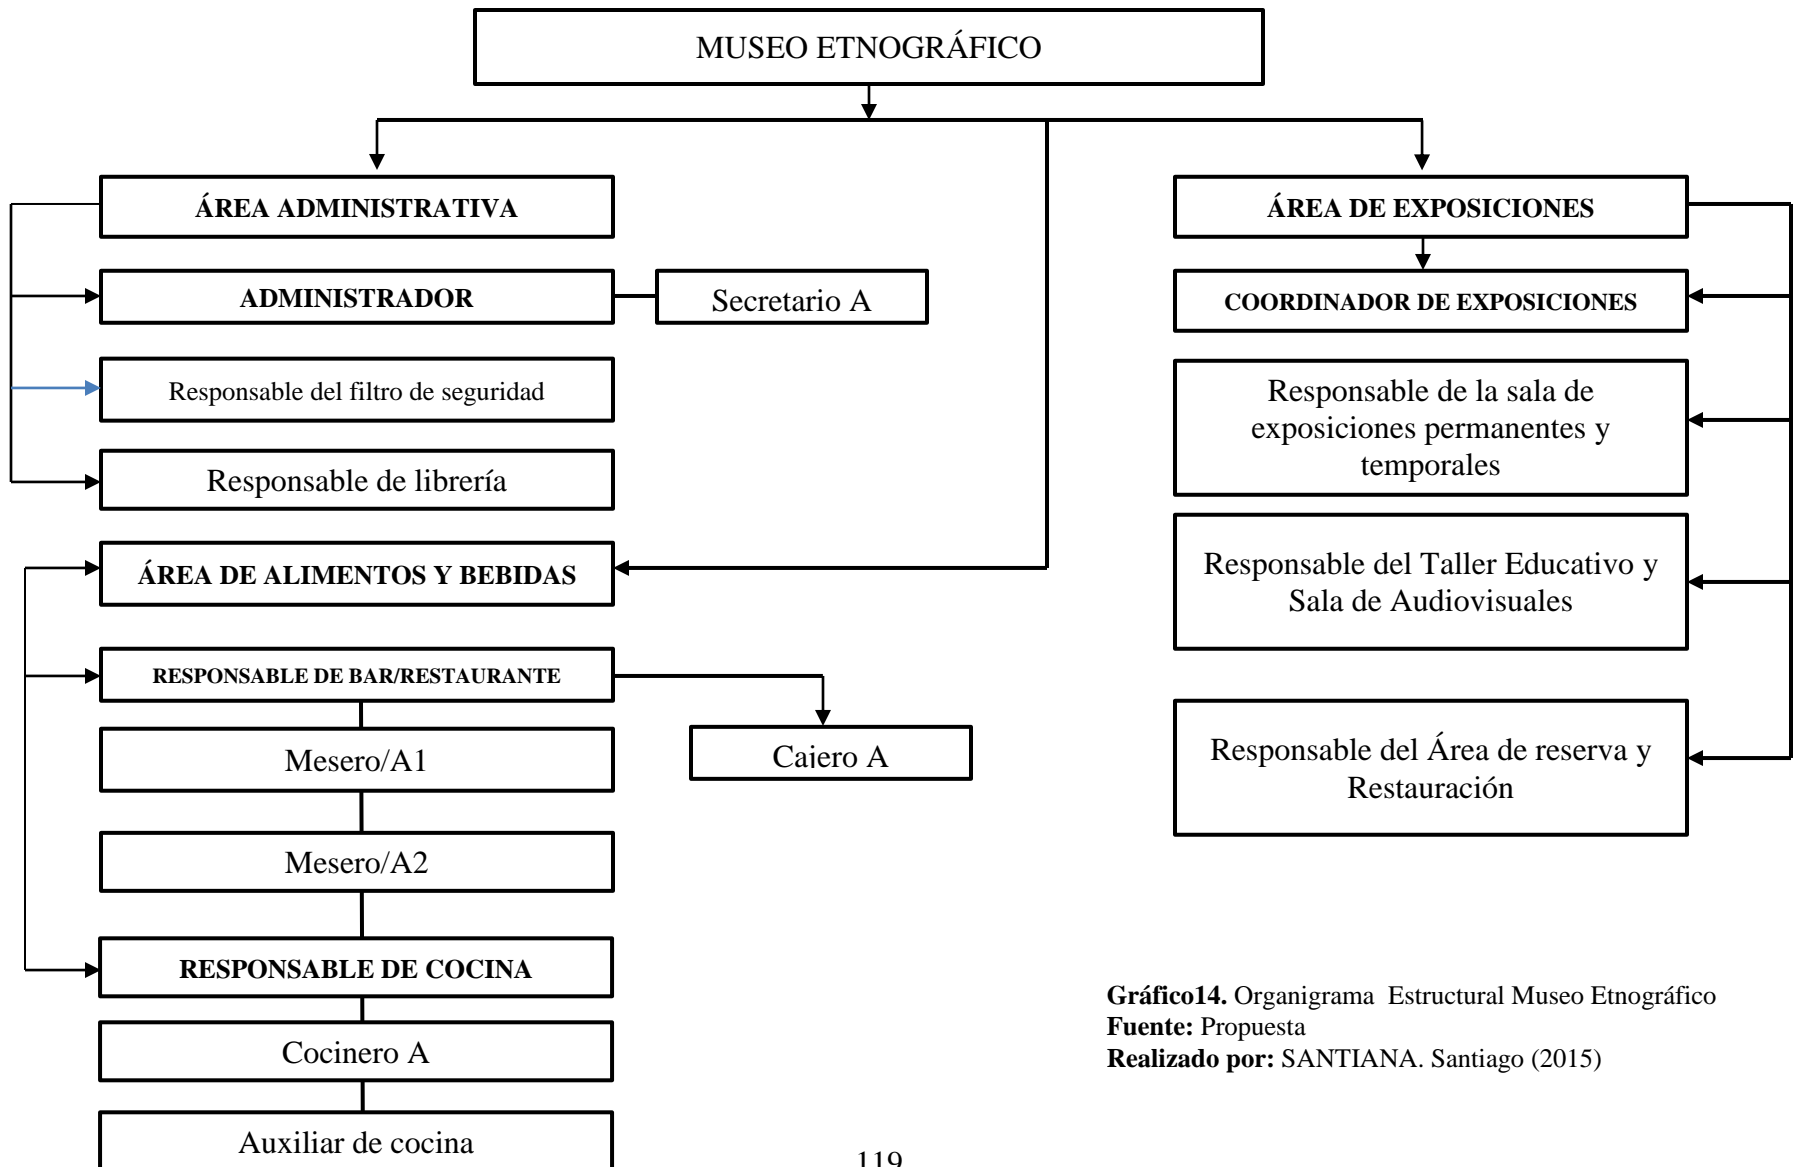 MUSEO ETNOGRÁFICO
ÁREA ADMINISTRATIVA
ADMINISTRADOR
Secretario A
Responsable del filtro de seguridad
Responsable de librería
ÁREA DE ALIMENTOS Y BEBIDAS
RESPONSABLE DE BAR/RESTAURANTE
Cajero A
Mesero/A1
Mesero/A2
RESPONSABLE DE COCINA
Cocinero A
Auxiliar de cocina
ÁREA DE EXPOSICIONES
COORDINADOR DE EXPOSICIONES
Responsable de la sala de
exposiciones permanentes y
temporales
Responsable del Taller Educativo y
Sala de Audiovisuales
Responsable del Área de reserva y
Restauración
Gráfico14. Organigrama Estructural Museo Etnográfico
Fuente: Propuesta
Realizado por: SANTIANA. Santiago (2015)
119